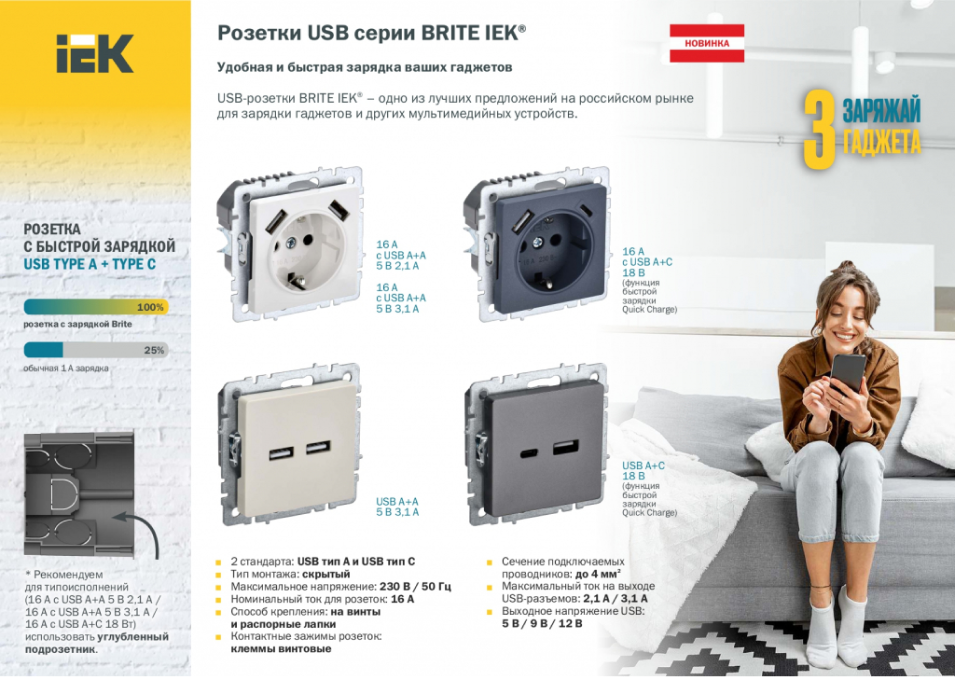 IEK
Розетки USB серии BRITE IEK®
НОВИНКА
Удобная и быстрая зарядка ваших гаджетов
USB-розетки BRITE IEK® – одно из лучших предложений на российском рынке
для зарядки гаджетов и других мультимедийных устройств.
3 ЗАРЯЖАЙ
ГАДЖЕТА
РОЗЕТКА
С БЫСТРОЙ ЗАРЯДКОЙ
USB TYPE A + TYPE C
100%
розетка с зарядкой Brite
25%
обычная 1 А зарядка
16 А
с USB A+A
5 В 2,1 А
16 А
с USB A+A
5 В 3,1 А
16 А
с USB A+C
18 В
(функция
быстрой
зарядки
Quick Charge)
USB A+A
5 В 3,1 А
USB A+C
18 В
(функция
быстрой
зарядки
Quick Charge)
* Рекомендуем
для типоисполнений
(16 А с USB A+A 5 В 2,1 А /
16 А с USB A+A 5 В 3,1 А /
16 А с USB A+C 18 Вт)
использовать углубленный
подрозетник.
2 стандарта: USB тип А и USB тип С
Тип монтажа: скрытый
Максимальное напряжение: 230 В / 50 Гц
Номинальный ток для розеток: 16 А
Способ крепления: на винты
и распорные лапки
Контактные зажимы розеток:
клеммы винтовые
Сечение подключаемых
проводников: до 4 мм²
Максимальный ток на выходе
USB-разъемов: 2,1 А / 3,1 А
Выходное напряжение USB:
5 В / 9 В / 12 В